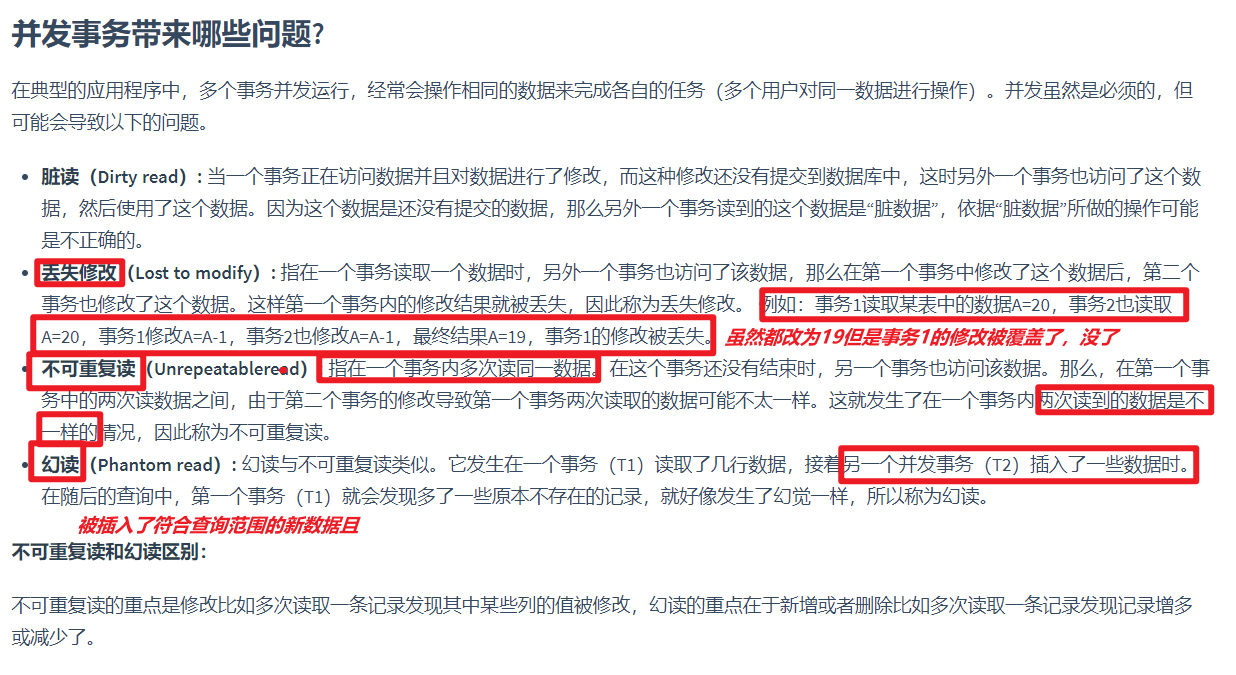 并发事务带来哪些问题?
在典型的应用程序中，多个事务并发运行，经常会操作相同的数据来完成各自的任务（多个用户对同一数据进行操作）。并发虽然是必须的，但
可能会导致以下的问题。
• 脏读（Dirty read）: 当一个事务正在访问数据并且对数据进行了修改，而这种修改还没有提交到数据库中，这时另外一个事务也访问了这个数
据，然后使用了这个数据。因为这个数据是还没有提交的数据，那么另外一个事务读到的这个数据是“脏数据”，依据“脏数据”所做的操作可能
是不正确的。
• 丢失修改（Lost to modify）: 指在一个事务读取一个数据时，另外一个事务也访问了该数据，那么在第一个事务中修改了这个数据后，第二个
事务也修改了这个数据。这样第一个事务内的修改结果就被丢失，因此称为丢失修改。 例如：事务1读取某表中的数据A=20，事务2也读取
A=20，事务1修改A=A-1，事务2也修改A=A-1，最终结果A=19，事务1的修改被丢失。 虽然都改为19但是事务1的修改被覆盖了，没了
• 不可重复读（Unrepeatableread） 指在一个事务内多次读同一数据。在这个事务还没有结束时，另一个事务也访问该数据。那么，在第一个事
务中的两次读数据之间，由于第二个事务的修改导致第一个事务两次读取的数据可能不太一样。这就发生了在一个事务内两次读到的数据是不
一样的情况，因此称为不可重复读。
• 幻读（Phantom read）: 幻读与不可重复读类似。它发生在一个事务（T1）读取了几行数据，接着另一个并发事务（T2）插入了一些数据时。
在随后的查询中，第一个事务（T1）就会发现多了一些原本不存在的记录，就好像发生了幻觉一样，所以称为幻读。
被插入了符合查询范围的新数据且
不可重复读和幻读区别：
不可重复读的重点是修改比如多次读取一条记录发现其中某些列的值被修改，幻读的重点在于新增或者删除比如多次读取一条记录发现记录增多
或减少了。